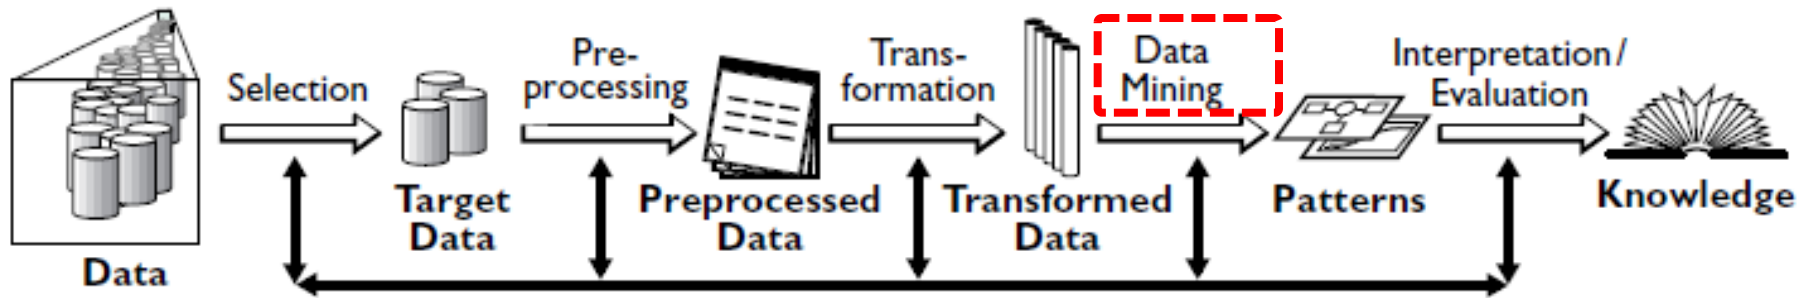 Data
Selection
Target
Data
Pre-
processing
Preprocessed
Data
Trans-
formation
Transformed
Data
Data
Mining
Patterns
Interpretation/
Evaluation
Knowledge